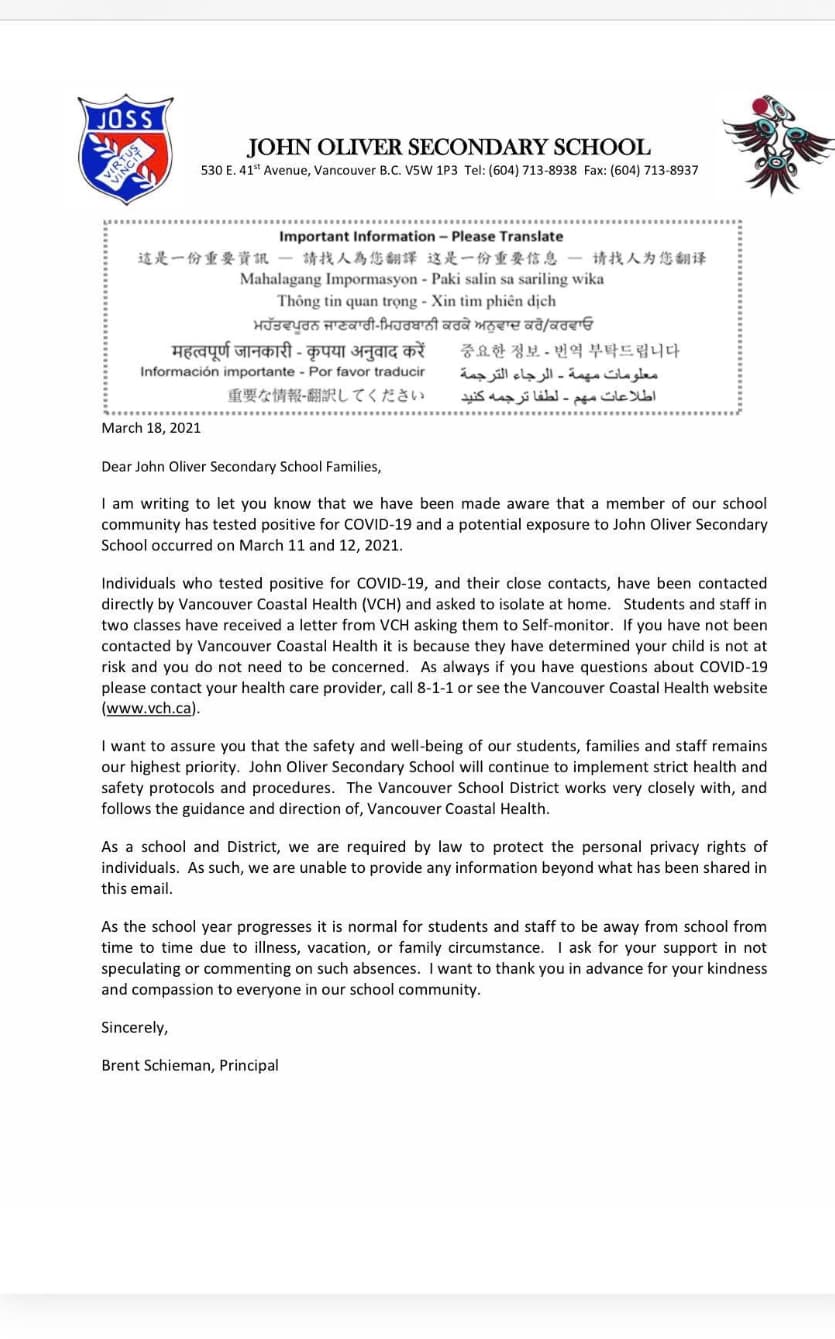 JOSS
VIRTUS
VINCIT
JOHN OLIVER SECONDARY SCHOOL
530 E. 41st Avenue, Vancouver B.C. V5W 1P3 Tel: (604) 713-8938 Fax: (604) 713-8937
Important Information – Please Translate
這是一份重要資訊 — 請找人為您翻譯 这是一份重要信息 — 请找人为您翻译
Mahalagang Impormasyon - Paki salin sa sariling wika
Thông tin quan trọng - Xin tìm phiên dịch
ਮਹੱਤਵਪੂਰਨ ਜਾਣਕਾਰੀ-ਮਿਹਰਬਾਨੀ ਕਰਕੇ ਅਨੁਵਾਦ ਕਰੋ/ਕਰਵਾਓ
महत्वपूर्ण जानकारी - कृपया अनुवाद करें 중요한 정보 - 번역 부탁드립니다
Información importante - Por favor traducir معلومات مهمة - الرجاء الترجمة
重要な情報-翻訳してください اطلاعات مهم - لطفا ترجمه کنید
March 18, 2021
Dear John Oliver Secondary School Families,
I am writing to let you know that we have been made aware that a member of our school
community has tested positive for COVID-19 and a potential exposure to John Oliver Secondary
School occurred on March 11 and 12, 2021.
Individuals who tested positive for COVID-19, and their close contacts, have been contacted
directly by Vancouver Coastal Health (VCH) and asked to isolate at home. Students and staff in
two classes have received a letter from VCH asking them to Self-monitor. If you have not been
contacted by Vancouver Coastal Health it is because they have determined your child is not at
risk and you do not need to be concerned. As always if you have questions about COVID-19
please contact your health care provider, call 8-1-1 or see the Vancouver Coastal Health website
(www.vch.ca).
I want to assure you that the safety and well-being of our students, families and staff remains
our highest priority. John Oliver Secondary School will continue to implement strict health and
safety protocols and procedures. The Vancouver School District works very closely with, and
follows the guidance and direction of, Vancouver Coastal Health.
As a school and District, we are required by law to protect the personal privacy rights of
individuals. As such, we are unable to provide any information beyond what has been shared in
this email.
As the school year progresses it is normal for students and staff to be away from school from
time to time due to illness, vacation, or family circumstance. I ask for your support in not
speculating or commenting on such absences. I want to thank you in advance for your kindness
and compassion to everyone in our school community.
Sincerely,
Brent Schieman, Principal